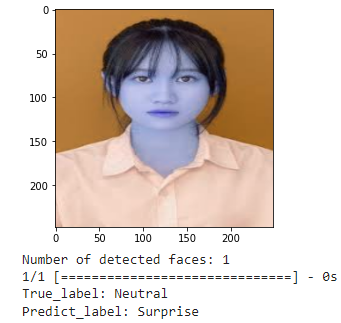 0
50
100
150
200
0 50 100 150 200
Number of detected faces: 1
1/1 [==============================] - 0s
True_label: Neutral
Predict_label: Surprise